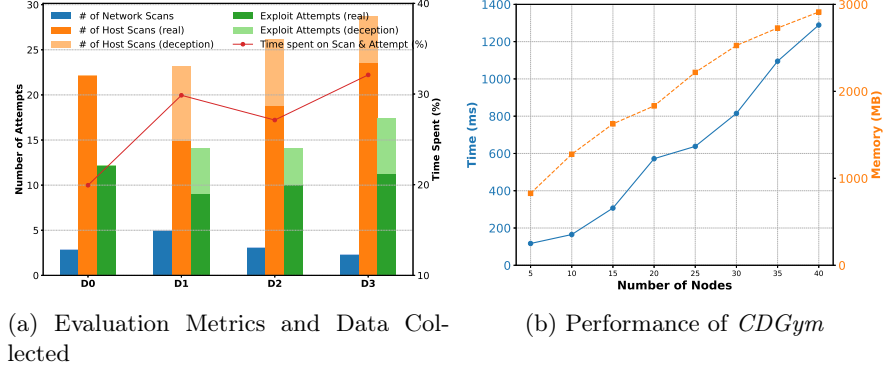 30
25
20
15
10
5
0
Number of Attempts
# of Network Scans
# of Host Scans (real)
# of Host Scans (deception)
Exploit Attempts (real)
Exploit Attempts (deception)
Time spent on Scan & Attempt (%)
40
(%)
30
20
10
Time Spent (%)
D0 D1 D2 D3
(a) Evaluation Metrics and Data Col-
lected
1400
1200
1000
800
600
400
200
0
Time (ms)
3000
2000
1000
0
Memory (MB)
5 10 15 20 25 30 35 40
Number of Nodes
(b) Performance of CDGym